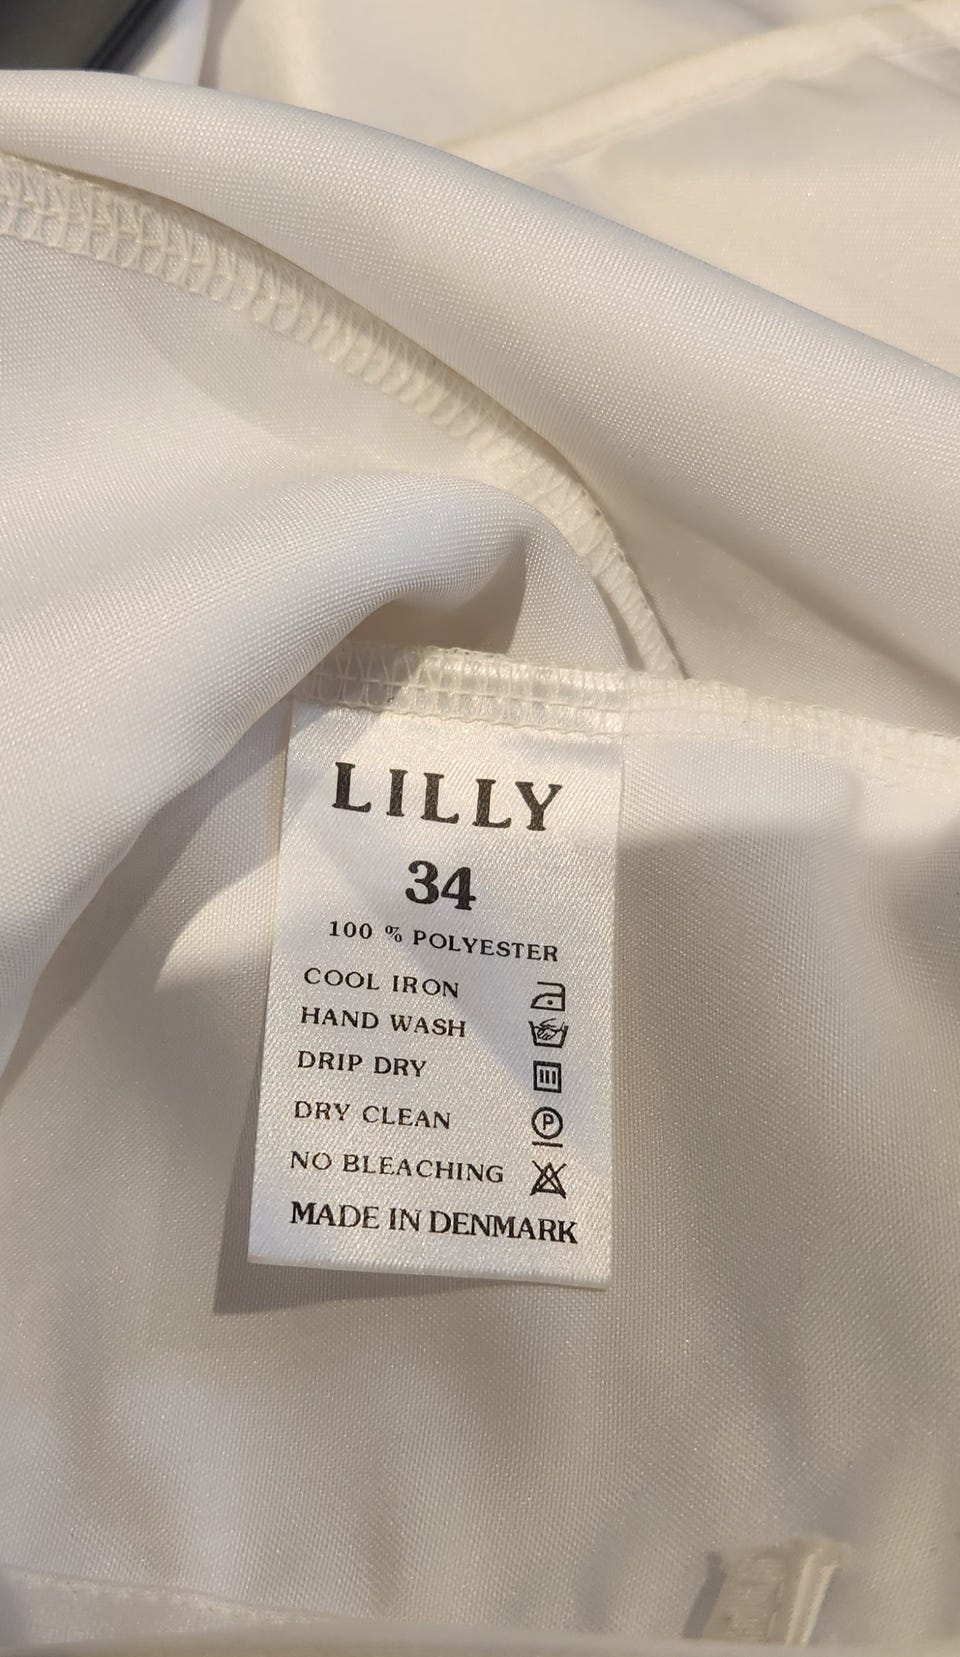 LILLY
34
100 % POLYESTER
COOL IRON
HAND WASH
DRIP DRY
DRY CLEAN P
NO BLEACHING
MADE IN DENMARK